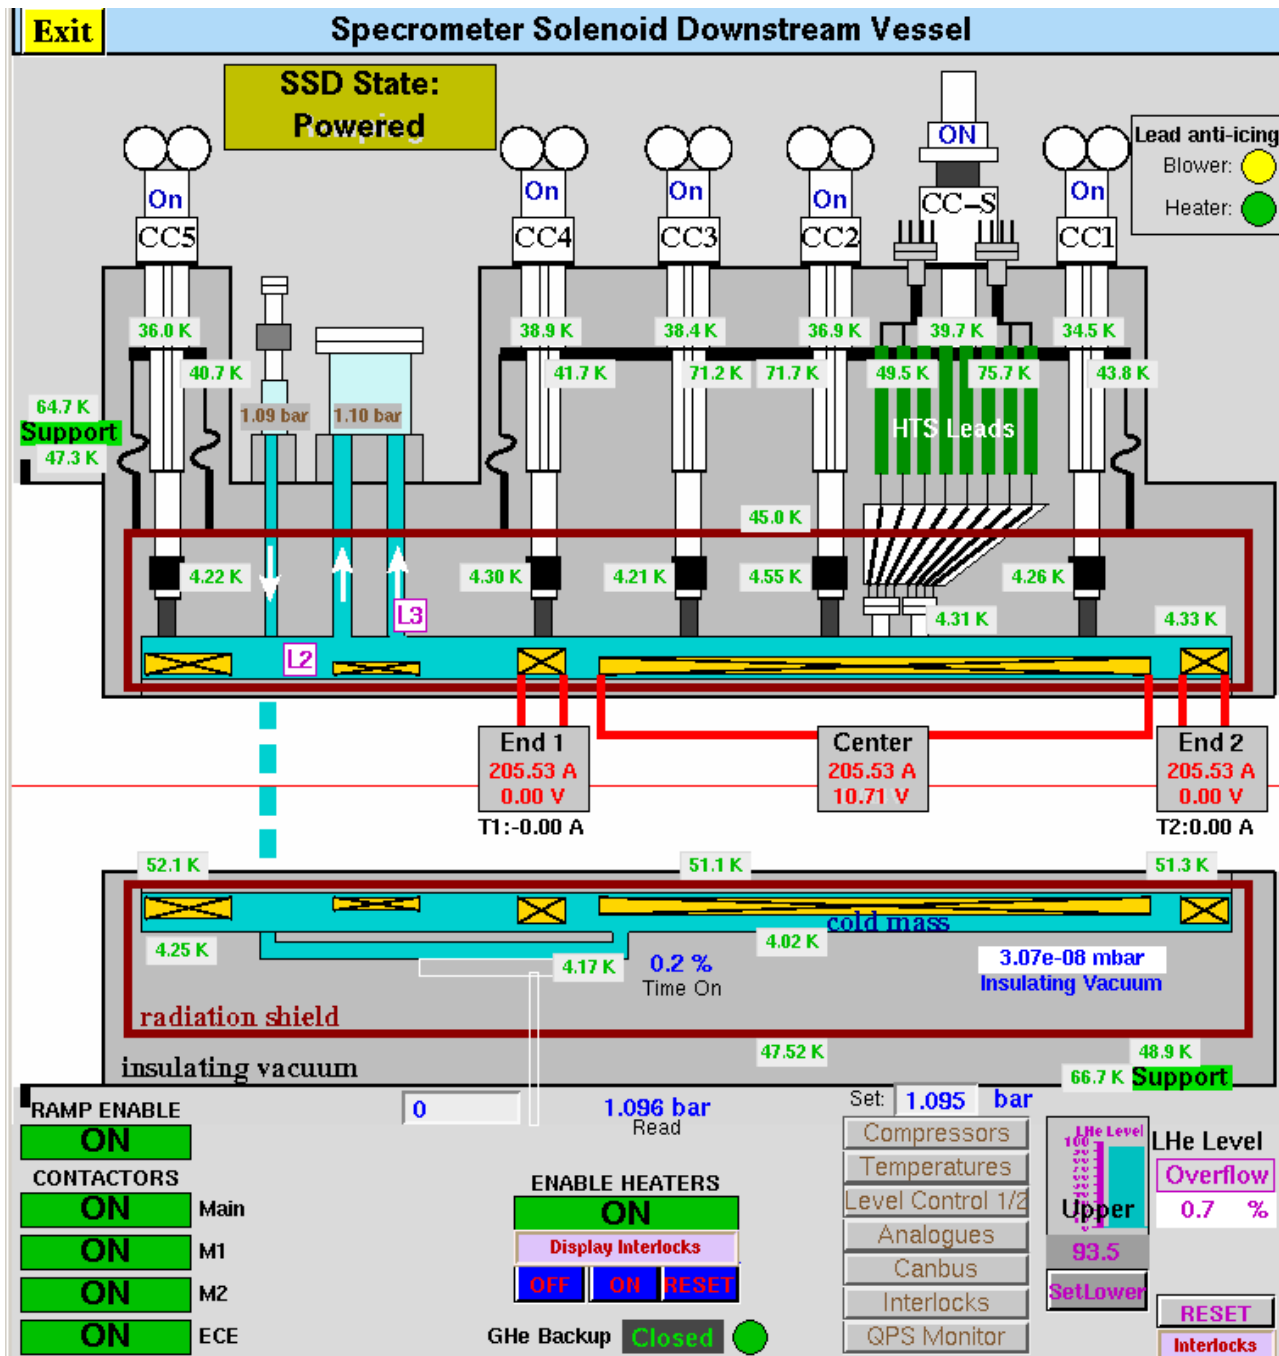 Exit
Specrometer Solenoid Downstream Vessel
SSD State:
Powered
Lead anti-icing
Blower:
Heater:
On
On
On
On
ON
On
CC5
CC4
CC3
CC2
CC–S
CC1
36.0 K
38.9 K
38.4 K
36.9 K
39.7 K
34.5 K
40.7 K
41.7 K
71.2 K
71.7 K
49.5 K
75.7 K
43.8 K
64.7 K
Support
47.3 K
1.09 bar
1.10 bar
HTS Leads
45.0 K
4.22 K
4.30 K
4.21 K
4.55 K
4.26 K
L3
4.31 K
4.33 K
L2
End 1
205.53 A
0.00 V
T1:-0.00 A
Center
205.53 A
10.71 V
End 2
205.53 A
0.00 V
T2:0.00 A
52.1 K
51.1 K
51.3 K
cold mass
4.25 K
4.02 K
4.17 K
0.2 %
Time On
3.07e-08 mbar
Insulating Vacuum
radiation shield
47.52 K
48.9 K
insulating vacuum
66.7 K
Support
RAMP ENABLE
ON
0
1.096 bar
Read
Set: 1.095 bar
CONTACTORS
ON Main
ON M1
ON M2
ON ECE
ENABLE HEATERS
ON
Display Interlocks
OFF ON RESET
GHe Backup Closed
Compressors
Temperatures
Level Control 1/2
Analogues
Canbus
Interlocks
QPS Monitor
LHe Level
100
Upper
93.5
SetLower
LHe Level
Overflow
0.7 %
RESET
Interlocks